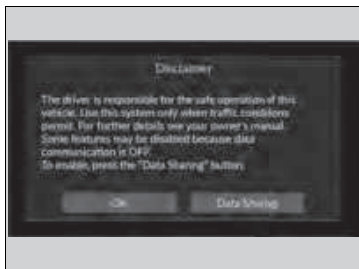 Disclaimer
The driver is responsible for the safe operation of this
vehicle. Use this system only when traffic conditions
permit. For further details see your owner's manual.
Some features may be disabled because data
communication is OFF.
To enable, press the "Data Sharing" button.
OK
Data Sharing